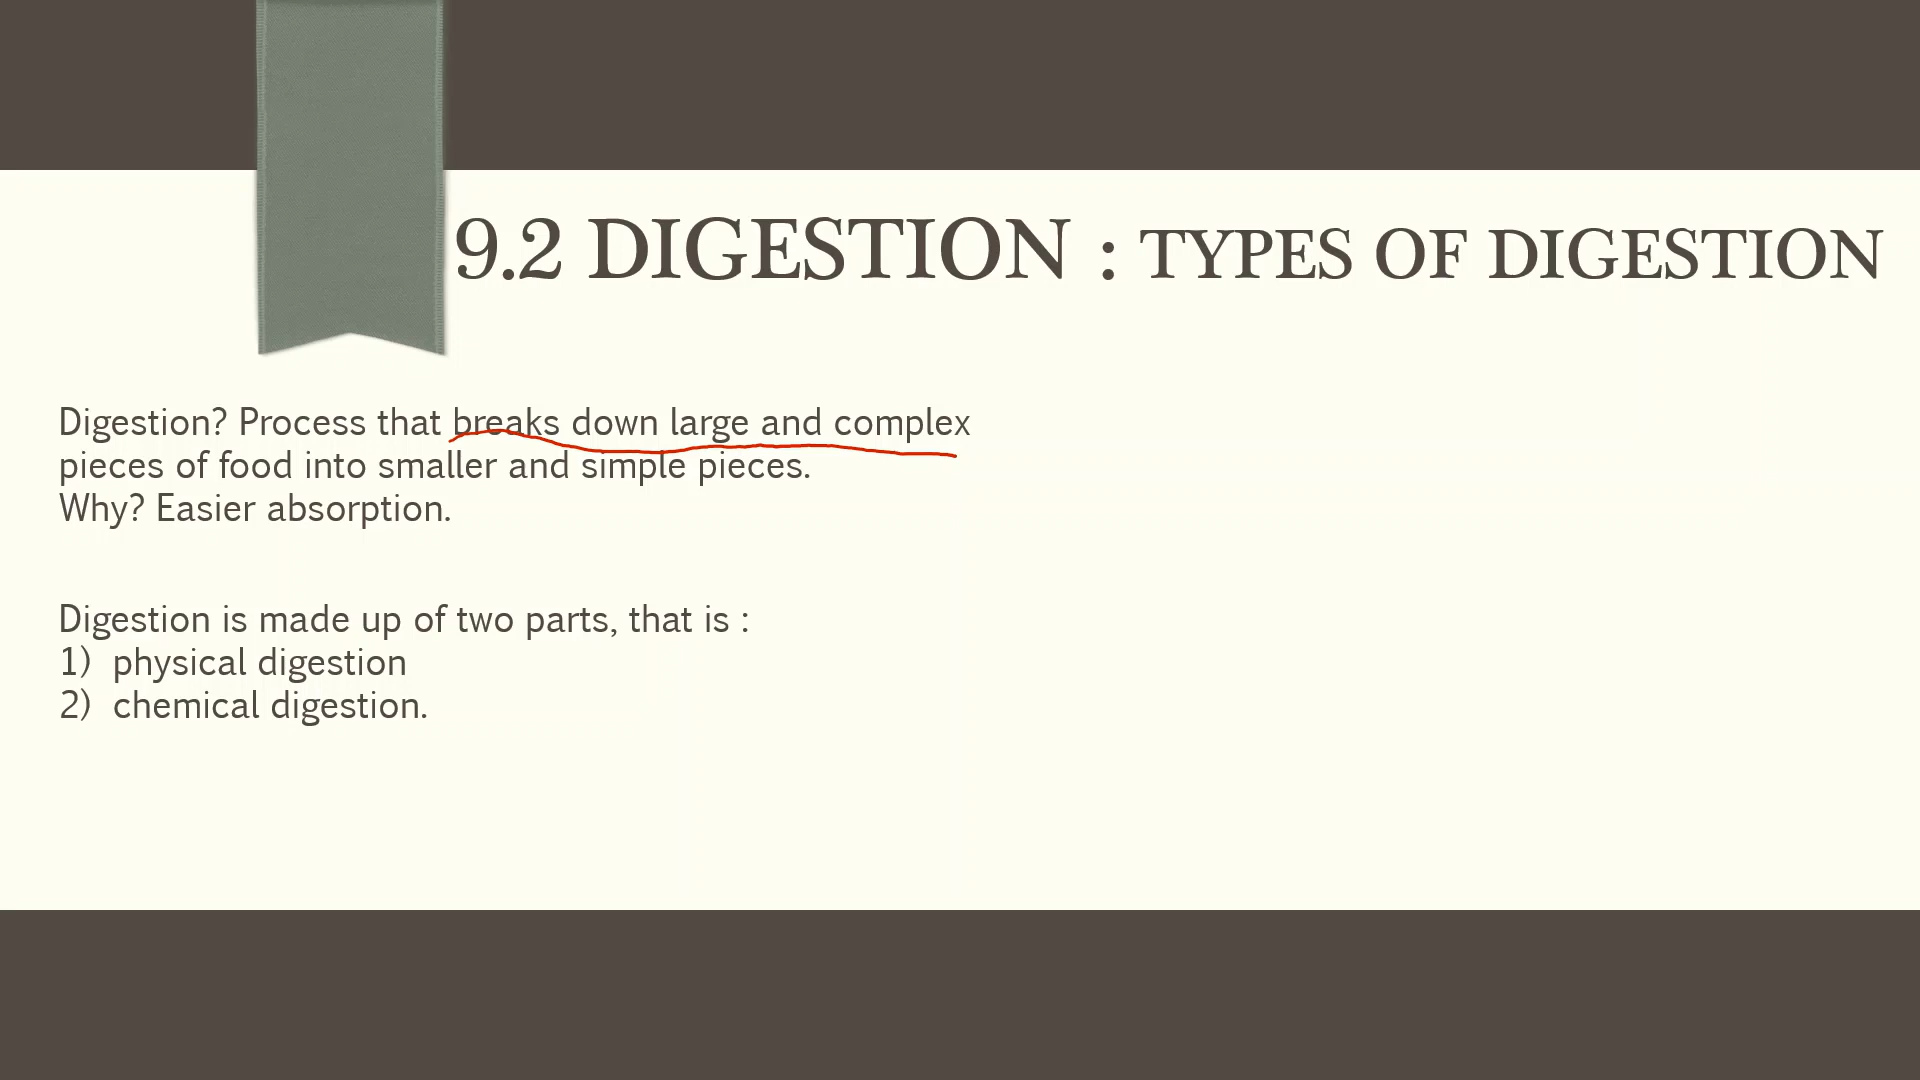 9.2 DIGESTION : TYPES OF DIGESTION
Digestion? Process that breaks down large and complex
pieces of food into smaller and simple pieces.
Why? Easier absorption.
Digestion is made up of two parts, that is :
1) physical digestion
2) chemical digestion.